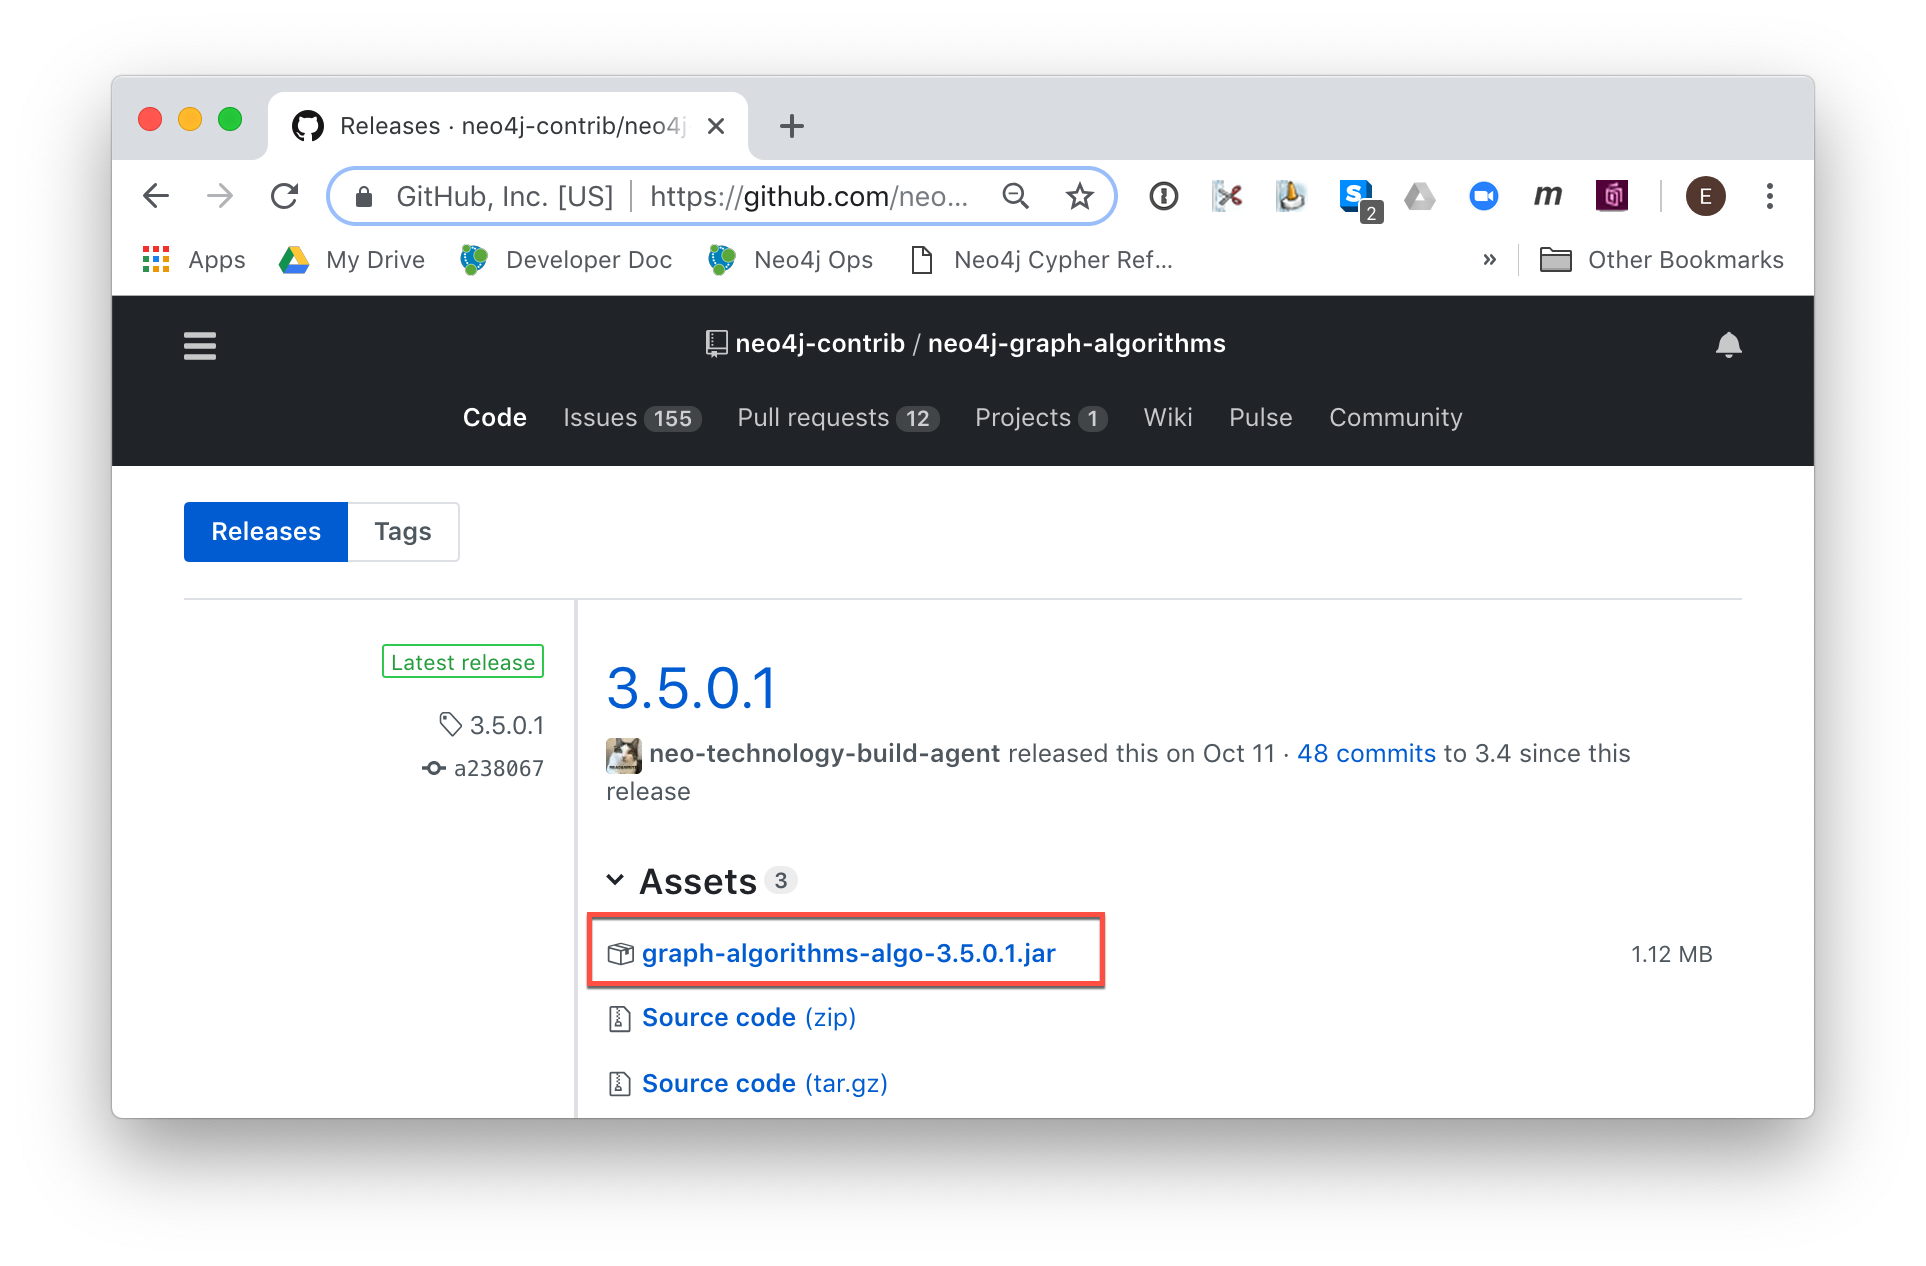 Releases · neo4j-contrib/neo4j-
GitHub, Inc. [US] https://github.com/neo...
2
E
Apps My Drive Developer Doc Neo4j Ops Neo4j Cypher Ref... » Other Bookmarks
neo4j-contrib / neo4j-graph-algorithms
Code Issues 155 Pull requests 12 Projects 1 Wiki Pulse Community
Releases Tags
Latest release
3.5.0.1
a238067
3.5.0.1
neo-technology-build-agent released this on Oct 11 · 48 commits to 3.4 since this
release
Assets 3
graph-algorithms-algo-3.5.0.1.jar 1.12 MB
Source code (zip)
Source code (tar.gz)